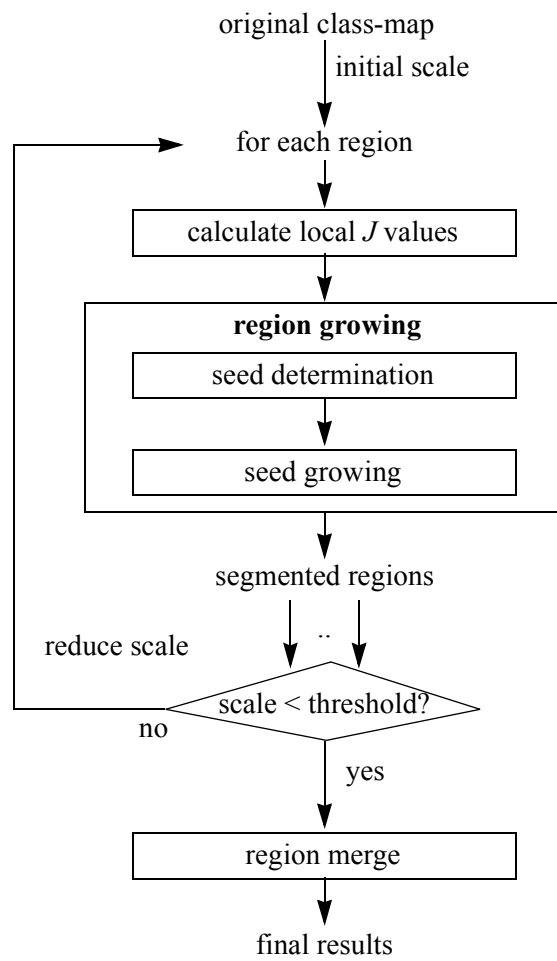 original class-map
initial scale
for each region
calculate local J values
region growing
seed determination
seed growing
segmented regions
..
reduce scale
scale < threshold?
no
yes
region merge
final results